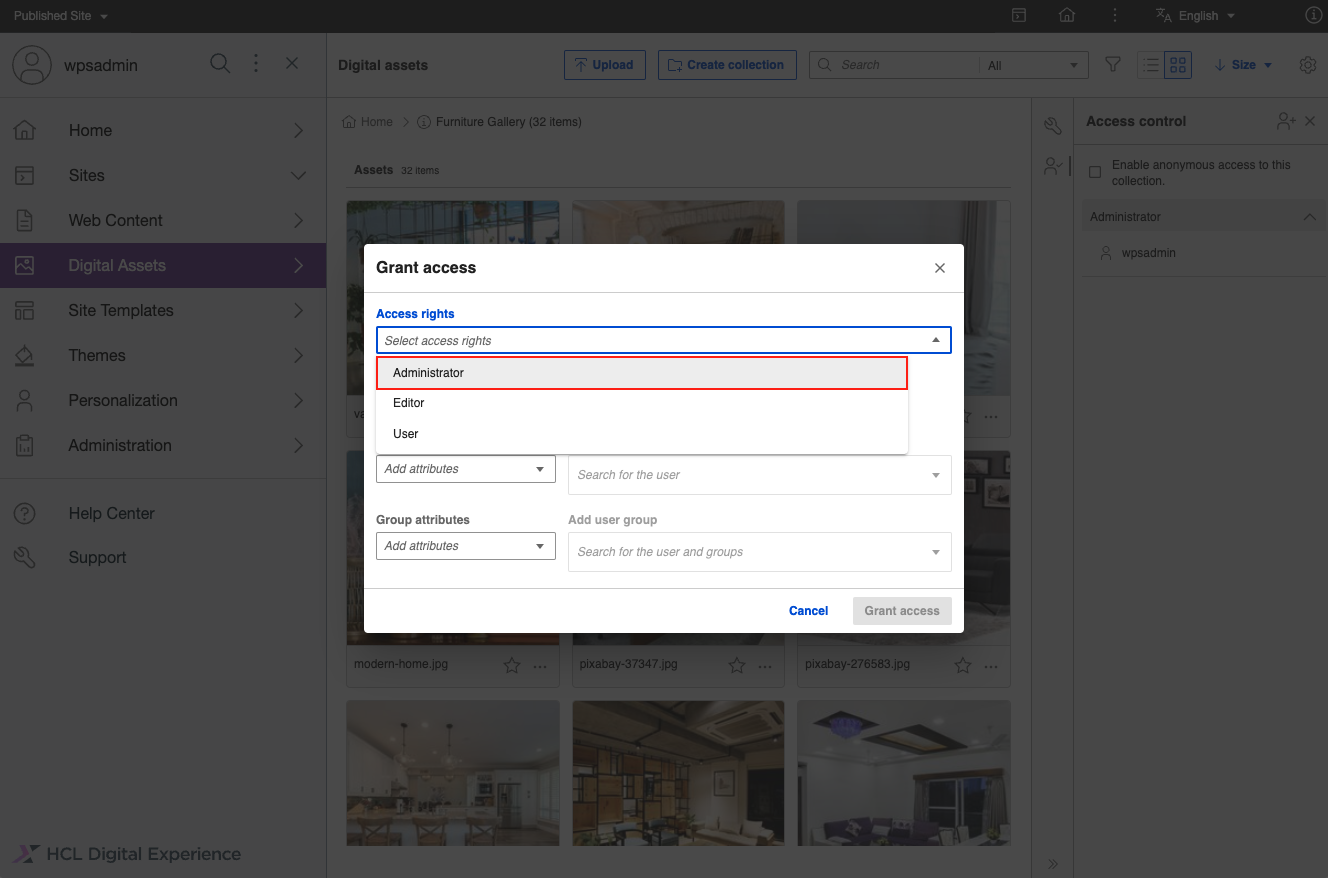 Published Site
English
wpsadmin
Digital assets
Upload
Create collection
Search
All
Size
Home
Sites
Web Content
Digital Assets
Site Templates
Themes
Personalization
Administration
Help Center
Support
HCL Digital Experience
Home
Furniture Gallery (32 items)
Assets 32 items
modern-home.jpg
pixabay-37347.jpg
pixabay-276583.jpg
Grant access
Access rights
Select access rights
Administrator
Editor
User
Add attributes
Search for the user
Group attributes
Add user group
Add attributes
Search for the user and groups
Cancel
Grant access
Access control
Enable anonymous access to this
collection.
Administrator
wpsadmin